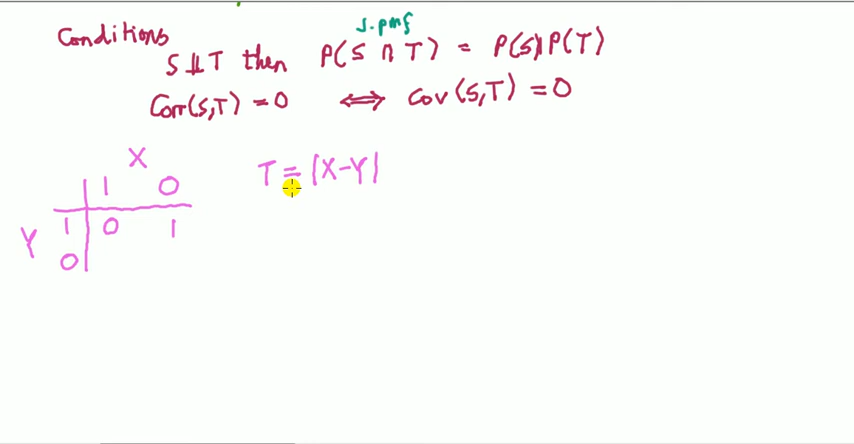 Conditions
J.pmf
S ⫫ T then P(S ∩ T) = P(S) P(T)
Corr(S,T) = 0 ⟺ Cov(S,T) = 0
X
T = |X-Y|
1 0
1 0 1
Y
0